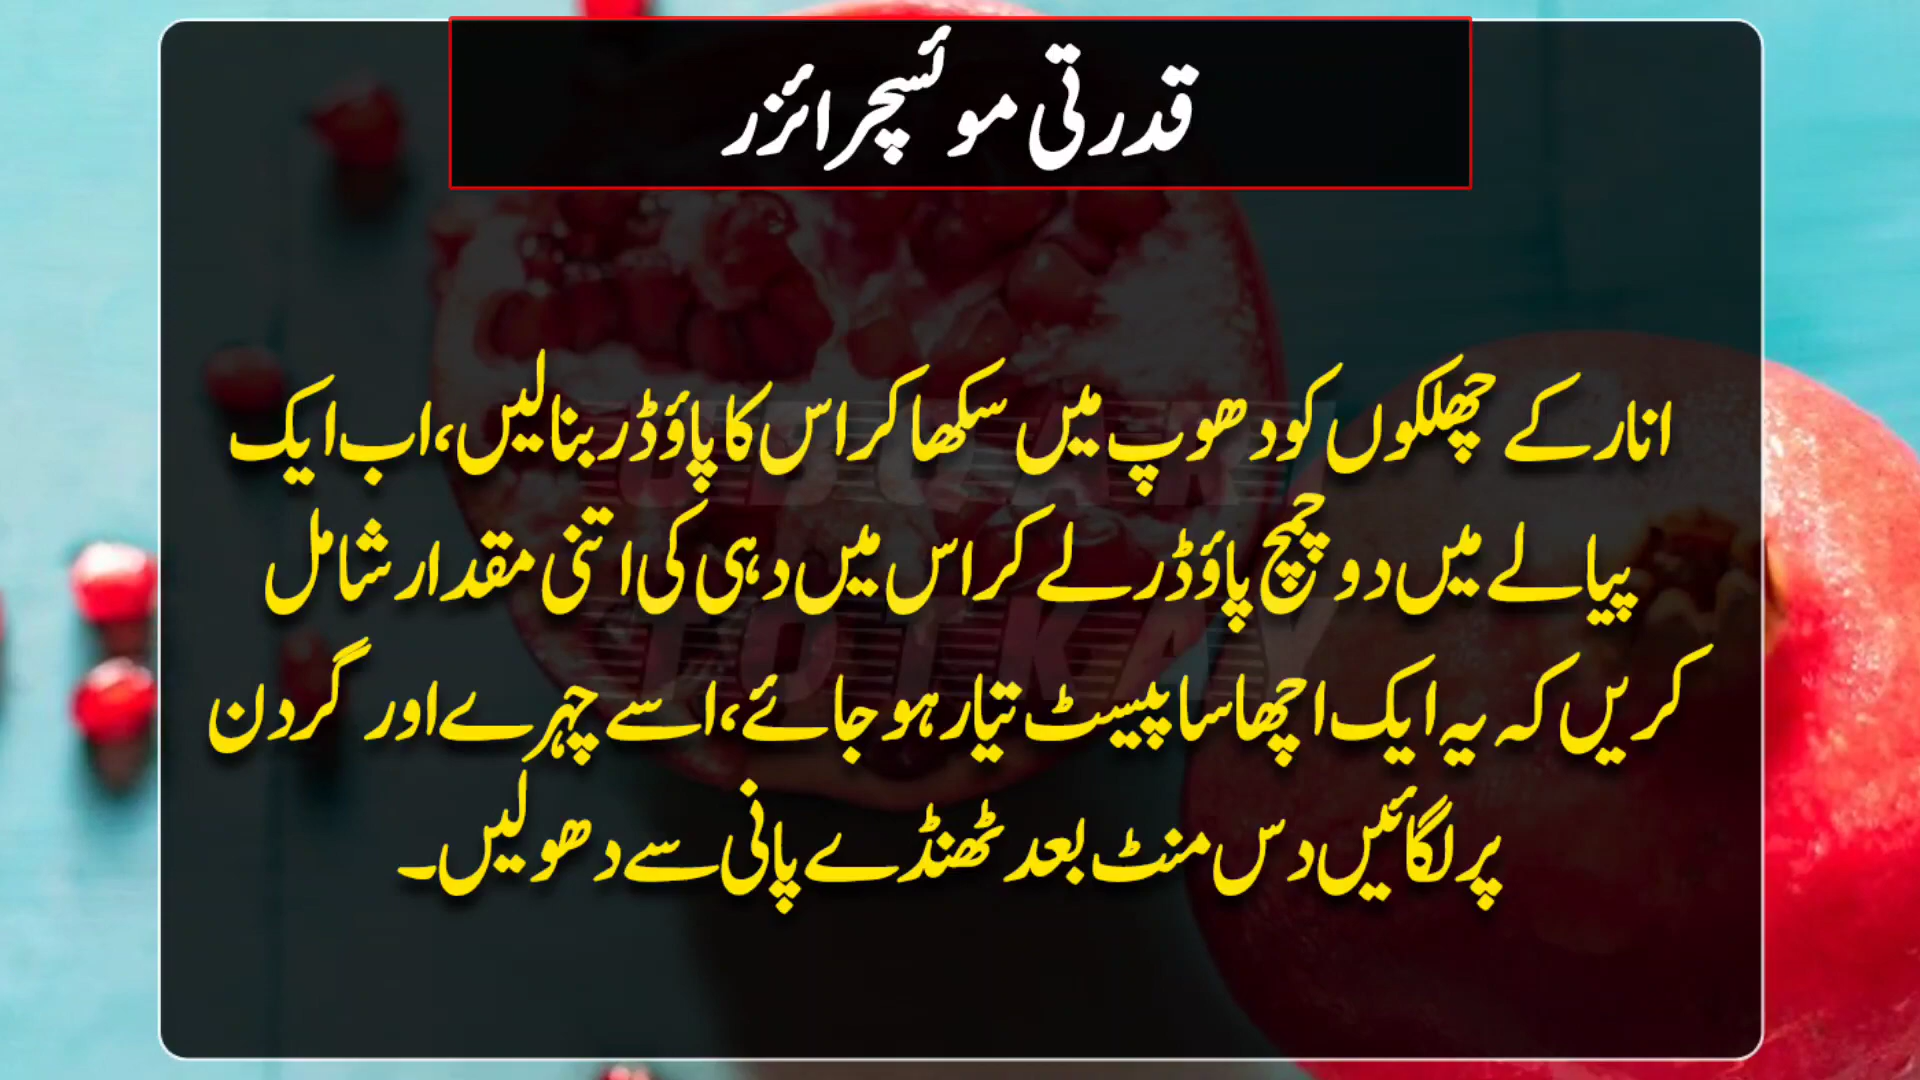 قدرتی موئسچرائزر
انار کے چھلکوں کو دھوپ میں سکھا کر اس کا پاؤڈر بنا لیں، اب ایک
پیالے میں دو چمچ پاؤڈر لے کر اس میں دہی کی اتنی مقدار شامل
کریں کہ یہ ایک اچھا سا پیسٹ تیار ہو جائے، اسے چہرے اور گردن
پر لگائیں دس منٹ بعد ٹھنڈے پانی سے دھو لیں۔
TOTKAY